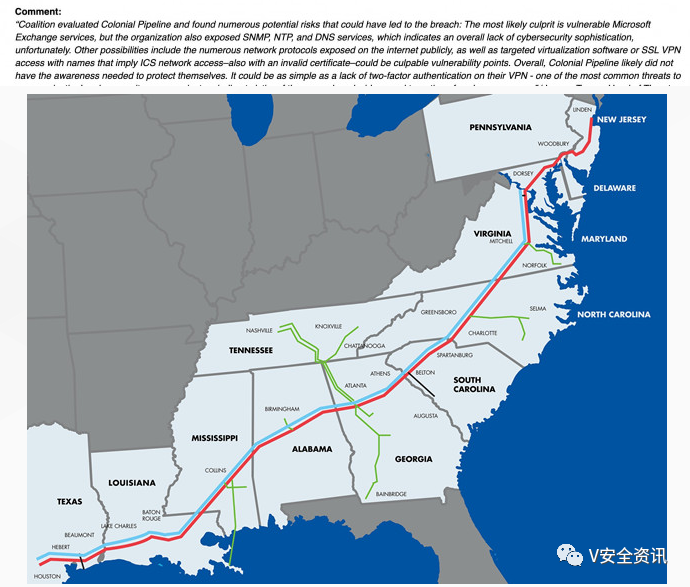 Comment:
"Coalition evaluated Colonial Pipeline and found numerous potential risks that could have led to the breach: The most likely culprit is vulnerable Microsoft
Exchange services, but the organization also exposed SNMP, NTP, and DNS services, which indicates an overall lack of cybersecurity sophistication,
unfortunately. Other possibilities include the numerous network protocols exposed on the internet publicly, as well as targeted virtualization software or SSL VPN
access with names that imply ICS network access–also with an invalid certificate–could be culpable vulnerability points. Overall, Colonial Pipeline likely did not
have the awareness needed to protect themselves. It could be as simple as a lack of two-factor authentication on their VPN - one of the most common threats to
LINDEN
NEW JERSEY
PENNSYLVANIA
WOODBURY
DORSEY
DELAWARE
VIRGINIA
MITCHELL
MARYLAND
NORFOLK
GREENSBORO
SELMA
NORTH CAROLINA
NASHVILLE
KNOXVILLE
CHARLOTTE
CHATTANOOGA
TENNESSEE
SPARTANBURG
ATHENS
BELTON
SOUTH
CAROLINA
ATLANTA
BIRMINGHAM
AUGUSTA
MISSISSIPPI
ALABAMA
GEORGIA
COLLINS
LOUISIANA
BAINBRIDGE
TEXAS
BATON
ROUGE
LAKE CHARLES
BEAUMONT
HEBERT
HOUSTON
V安全资讯